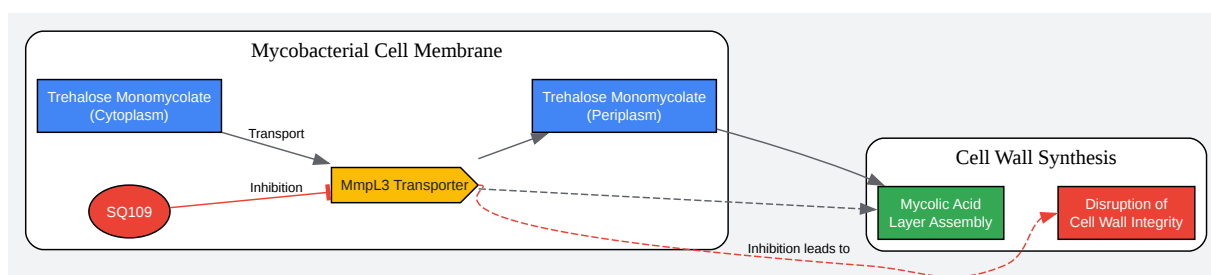 Mycobacterial Cell Membrane
Trehalose Monomycolate
(Cytoplasm)
Trehalose Monomycolate
(Periplasm)
Transport
Inhibition
MmpL3 Transporter
SQ109
Cell Wall Synthesis
Mycolic Acid
Layer Assembly
Disruption of
Cell Wall Integrity
Inhibition leads to